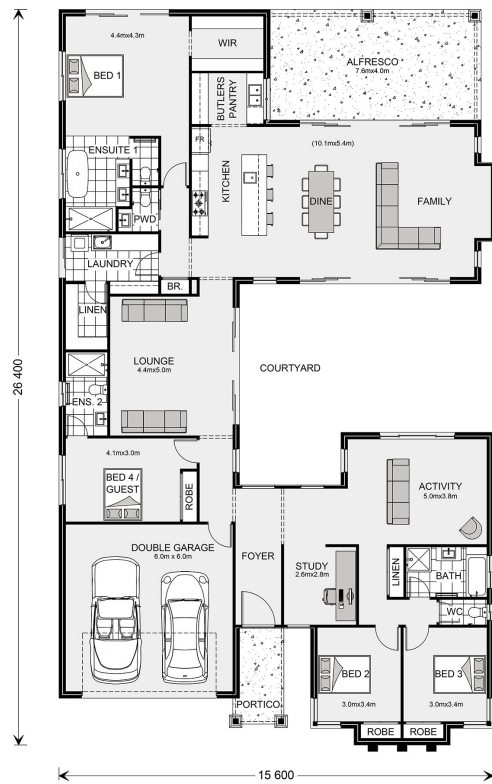 4.4mx4.3m
WIR
BED 1
ALFRESCO
7.6mx4.0m
BUTLERS
PANTRY
ENSUITE 1
FR
(10.1mx5.4m)
KITCHEN
DINE
FAMILY
PWD
LAUNDRY
BR.
LINEN
LOUNGE
4.4mx5.0m
COURTYARD
26 400
ENS. 2
4.1mx3.0m
BED 4 /
GUEST
ROBE
ACTIVITY
5.0mx3.8m
DOUBLE GARAGE
6.0m x 6.0m
FOYER
STUDY
2.6mx2.8m
LINEN
BATH
WC
BED 2
BED 3
3.0mx3.4m
3.0mx3.4m
PORTICO
ROBE
ROBE
15 600